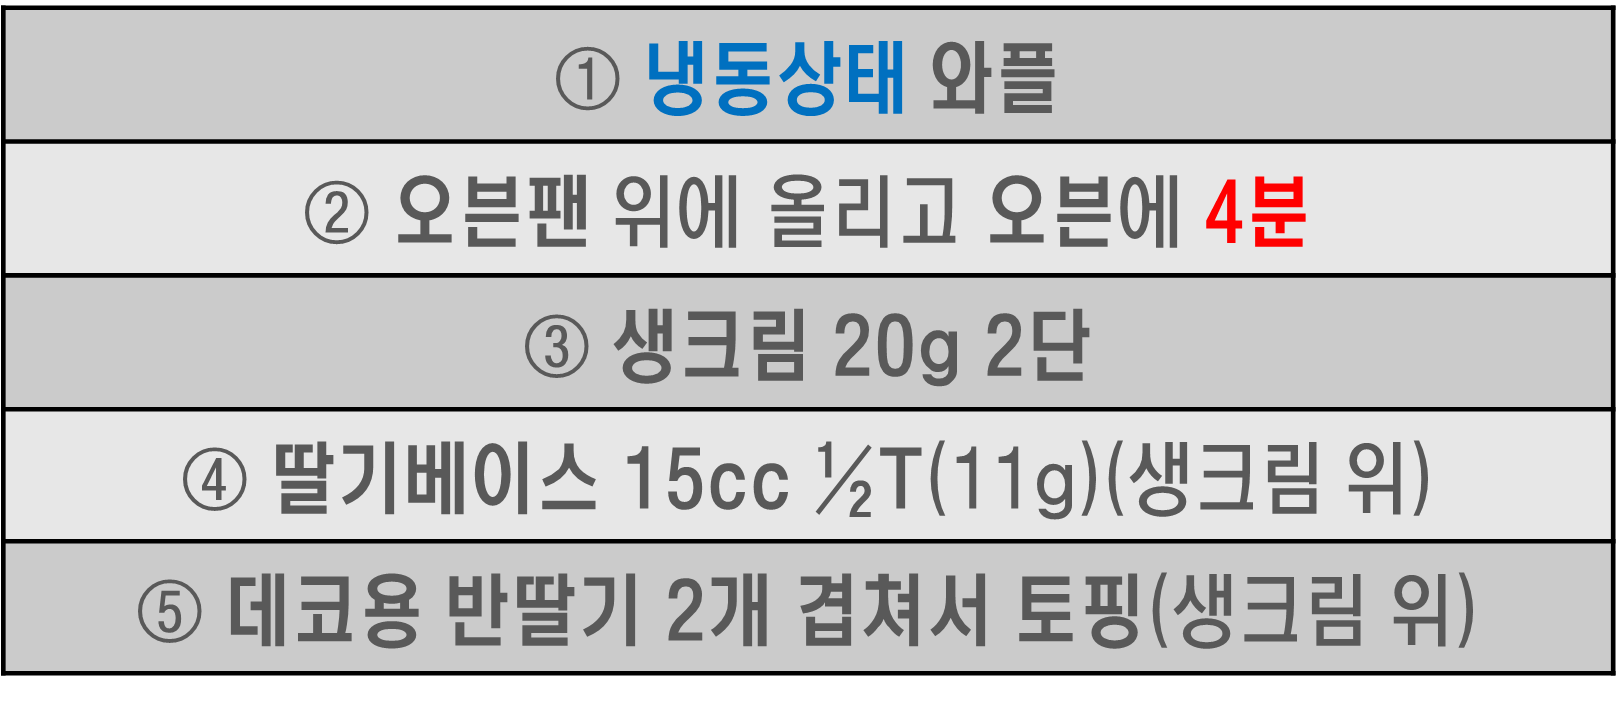 ① 냉동상태 와플
② 오븐팬 위에 올리고 오븐에 4분
③ 생크림 20g 2단
④ 딸기베이스 15cc ½T(11g)(생크림 위)
⑤ 데코용 반딸기 2개 겹쳐서 토핑(생크림 위)